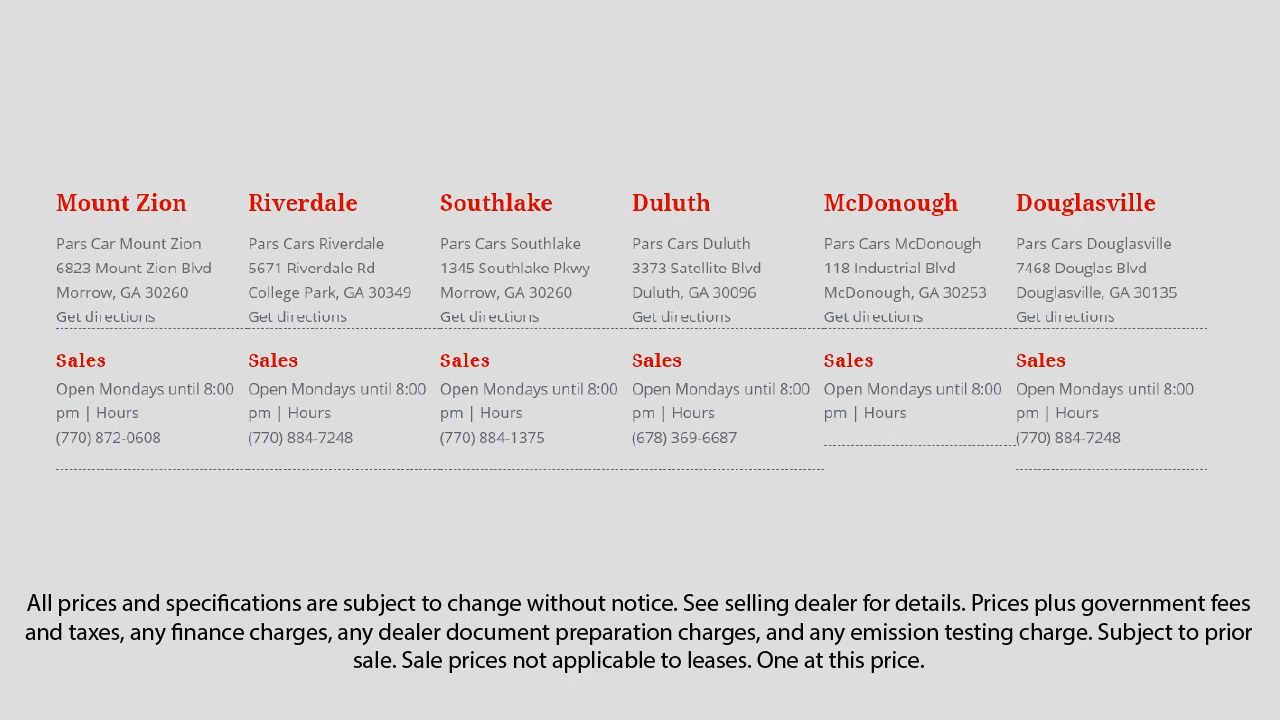 Mount Zion
Pars Car Mount Zion
6823 Mount Zion Blvd
Morrow, GA 30260
Get directions
Sales
Open Mondays until 8:00
pm | Hours
(770) 872-0608
Riverdale
Pars Cars Riverdale
5671 Riverdale Rd
College Park, GA 30349
Get directions
Sales
Open Mondays until 8:00
pm | Hours
(770) 884-7248
Southlake
Pars Cars Southlake
1345 Southlake Pkwy
Morrow, GA 30260
Get directions
Sales
Open Mondays until 8:00
pm | Hours
(770) 884-1375
Duluth
Pars Cars Duluth
3373 Satellite Blvd
Duluth, GA 30096
Get directions
Sales
Open Mondays until 8:00
pm | Hours
(678) 369-6687
McDonough
Pars Cars McDonough
118 Industrial Blvd
McDonough, GA 30253
Get directions
Sales
Open Mondays until 8:00
pm | Hours
Douglasville
Pars Cars Douglasville
7468 Douglas Blvd
Douglasville, GA 30135
Get directions
Sales
Open Mondays until 8:00
pm | Hours
(770) 884-7248
All prices and specifications are subject to change without notice. See selling dealer for details. Prices plus government fees
and taxes, any finance charges, any dealer document preparation charges, and any emission testing charge. Subject to prior
sale. Sale prices not applicable to leases. One at this price.